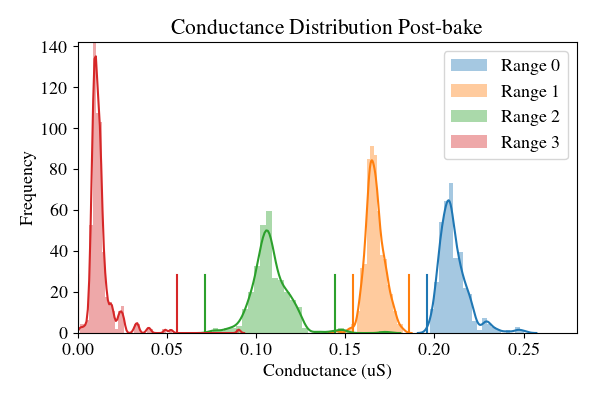 Conductance Distribution Post-bake
140
120
100
80
60
40
20
0
Frequency
Range 0
Range 1
Range 2
Range 3
0.00 0.05 0.10 0.15 0.20 0.25
Conductance (uS)